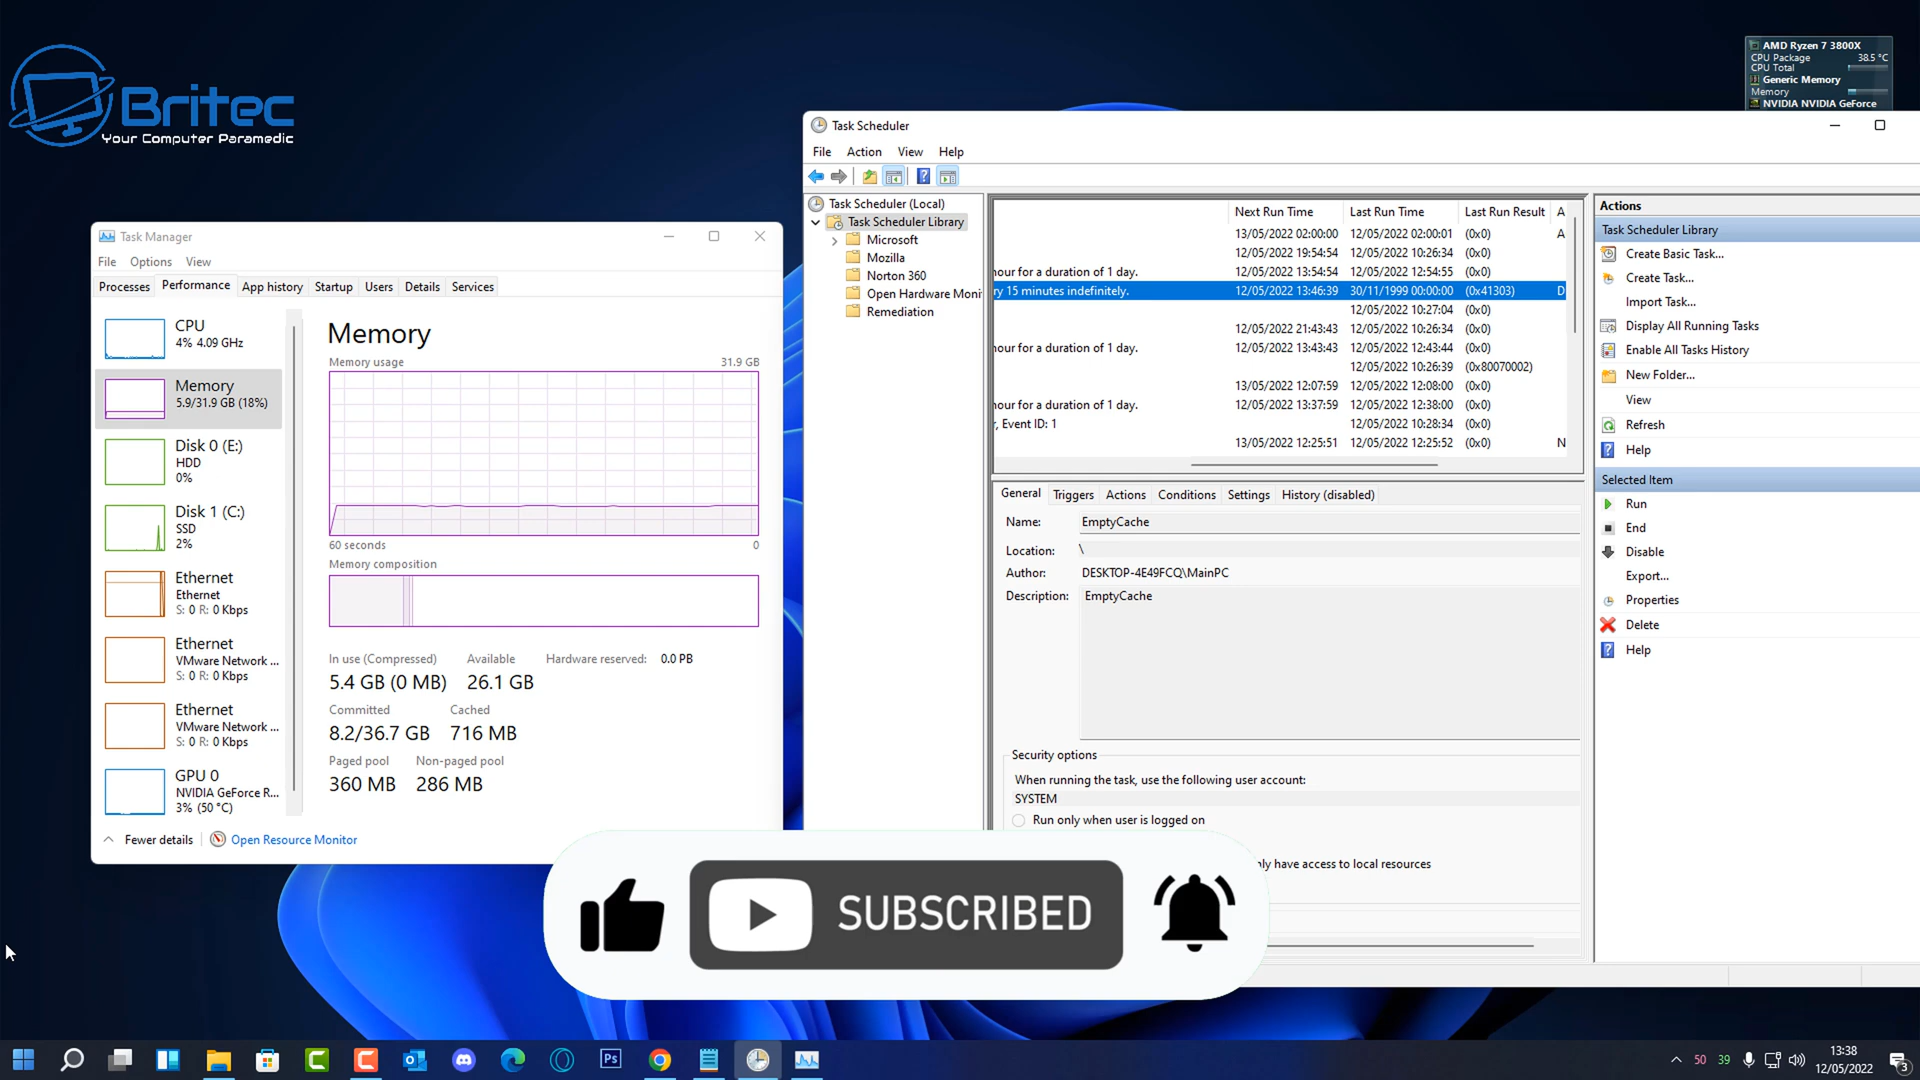 Britec
Your Computer Paramedic
AMD Ryzen 7 3800X
CPU Package 38.5 °C
CPU Total
Generic Memory
Memory
NVIDIA NVIDIA GeForce
Task Manager
File Options View
Processes Performance App history Startup Users Details Services
CPU
4% 4.09 GHz
Memory
5.9/31.9 GB (18%)
Disk 0 (E:)
HDD
0%
Disk 1 (C:)
SSD
2%
Ethernet
Ethernet
S: 0 R: 0 Kbps
Ethernet
VMware Network ...
S: 0 R: 0 Kbps
Ethernet
VMware Network ...
S: 0 R: 0 Kbps
GPU 0
NVIDIA GeForce R...
3% (50 °C)
Memory
Memory usage 31.9 GB
60 seconds 0
Memory composition
In use (Compressed) Available Hardware reserved: 0.0 PB
5.4 GB (0 MB) 26.1 GB
Committed Cached
8.2/36.7 GB 716 MB
Paged pool Non-paged pool
360 MB 286 MB
Fewer details Open Resource Monitor
Task Scheduler
File Action View Help
Task Scheduler (Local)
Task Scheduler Library
Microsoft
Mozilla
Norton 360
Open Hardware Moni
Remediation
Next Run Time Last Run Time Last Run Result A
13/05/2022 02:00:00 12/05/2022 02:00:01 (0x0) A
12/05/2022 19:54:54 12/05/2022 10:26:34 (0x0)
hour for a duration of 1 day. 12/05/2022 13:54:54 12/05/2022 12:54:55 (0x0)
ry 15 minutes indefinitely. 12/05/2022 13:46:39 30/11/1999 00:00:00 (0x41303) D
12/05/2022 10:27:04 (0x0)
12/05/2022 21:43:43 12/05/2022 10:26:34 (0x0)
hour for a duration of 1 day. 12/05/2022 13:43:43 12/05/2022 12:43:44 (0x0)
12/05/2022 10:26:39 (0x80070002)
13/05/2022 12:07:59 12/05/2022 12:08:00 (0x0)
hour for a duration of 1 day. 12/05/2022 13:37:59 12/05/2022 12:38:00 (0x0)
r, Event ID: 1 12/05/2022 10:28:34 (0x0)
13/05/2022 12:25:51 12/05/2022 12:25:52 (0x0) N
General Triggers Actions Conditions Settings History (disabled)
Name: EmptyCache
Location: \
Author: DESKTOP-4E49FCQ\MainPC
Description: EmptyCache
Security options
When running the task, use the following user account:
SYSTEM
Run only when user is logged on
nly have access to local resources
Actions
Task Scheduler Library
Create Basic Task...
Create Task...
Import Task...
Display All Running Tasks
Enable All Tasks History
New Folder...
View
Refresh
Help
Selected Item
Run
End
Disable
Export...
Properties
Delete
Help
SUBSCRIBED
Ps
50 39
13:38
12/05/2022
3